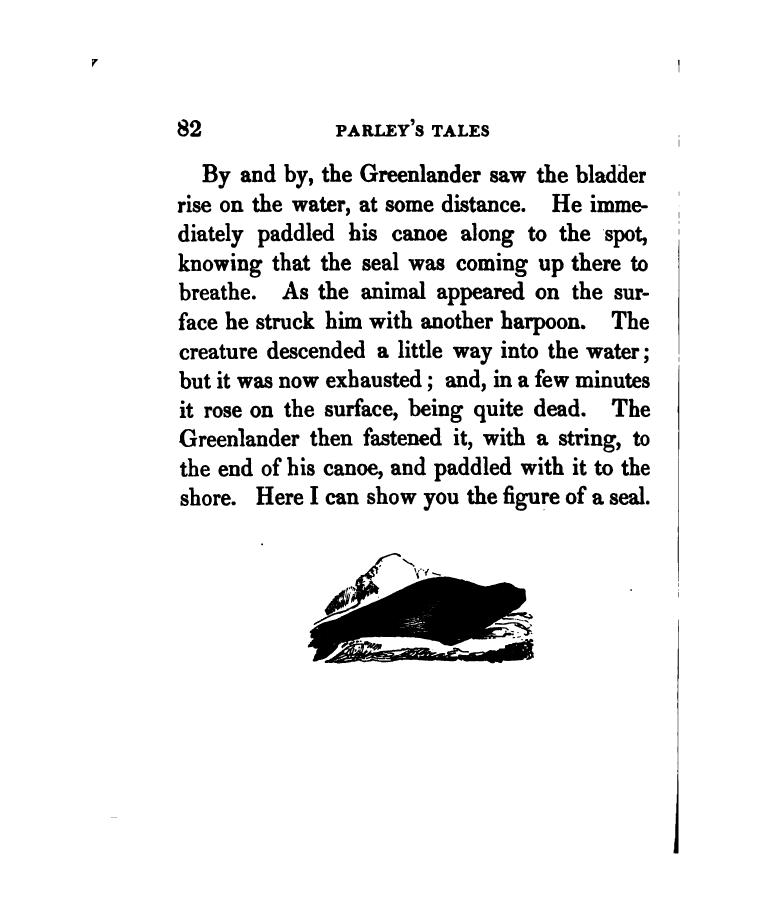 82 PARLEY'S TALES
By and by, the Greenlander saw the bladder
rise on the water, at some distance. He imme-
diately paddled his canoe along to the spot,
knowing that the seal was coming up there to
breathe. As the animal appeared on the sur-
face he struck him with another harpoon. The
creature descended a little way into the water;
but it was now exhausted; and, in a few minutes
it rose on the surface, being quite dead. The
Greenlander then fastened it, with a string, to
the end of his canoe, and paddled with it to the
shore. Here I can show you the figure of a seal.